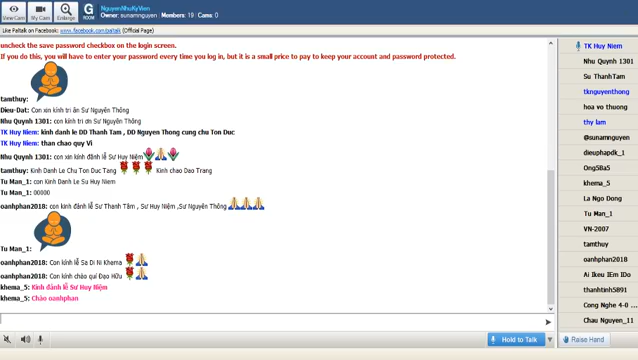 NguyenNhuKyVien
Owner: sunamnguyen  Members: 19 | Cams: 0
View Cam
My Cam
Enlarge
G
ROOM
Like Paltalk on Facebook: www.facebook.com/paltalk (Official Page)
uncheck the save password checkbox on the login screen.
If you do this, you will have to enter your password every time you log in, but it is a small price to pay to keep your account and password protected.
tamthuy:
Dieu-Dat: Con xin kính tri ân Sư Nguyên Thông
Nhu Quynh 1301: con kính tri ơn Sư Nguyên Thông
TK Huy Niem: kinh danh le DD Thanh Tam , DD Nguyen Thong cung chu Ton Duc
TK Huy Niem: than chao quy Vi
Nhu Quynh 1301: con xin kính đảnh lễ Sư Huy Niệm
tamthuy: Kinh Danh Le Chu Ton Duc Tang Kinh chao Dao Trang
Tu Man_1: con Kinh Danh Le Su Huy Niem
Tu Man_1: 00000
oanhphan2018: con kính đảnh lễ Sư Thanh Tâm , Sư Huy Niệm ,Sư Nguyên Thông
Tu Man_1:
oanhphan2018: Con kính lễ Sa Di Ni Khema
oanhphan2018: Con kính chào quí Đạo Hữu
khema_5: Kính đảnh lễ Sư Huy Niệm
khema_5: Chào oanhphan
Hold to Talk
TK Huy Niem
Nhu Quynh 1301
Su ThanhTam
tknguyenthong
hoa vo thuong
thy lam
@sunamnguyen
dieuphapdk_1
Ong5Ba5
khema_5
La Ngo Dong
Tu Man_1
VN-2007
tamthuy
oanhphan2018
Ai Ikeu IEm IDo
thanhtinh5891
Cong Nghe 4-0 ...
Chau Nguyen_11
Raise Hand